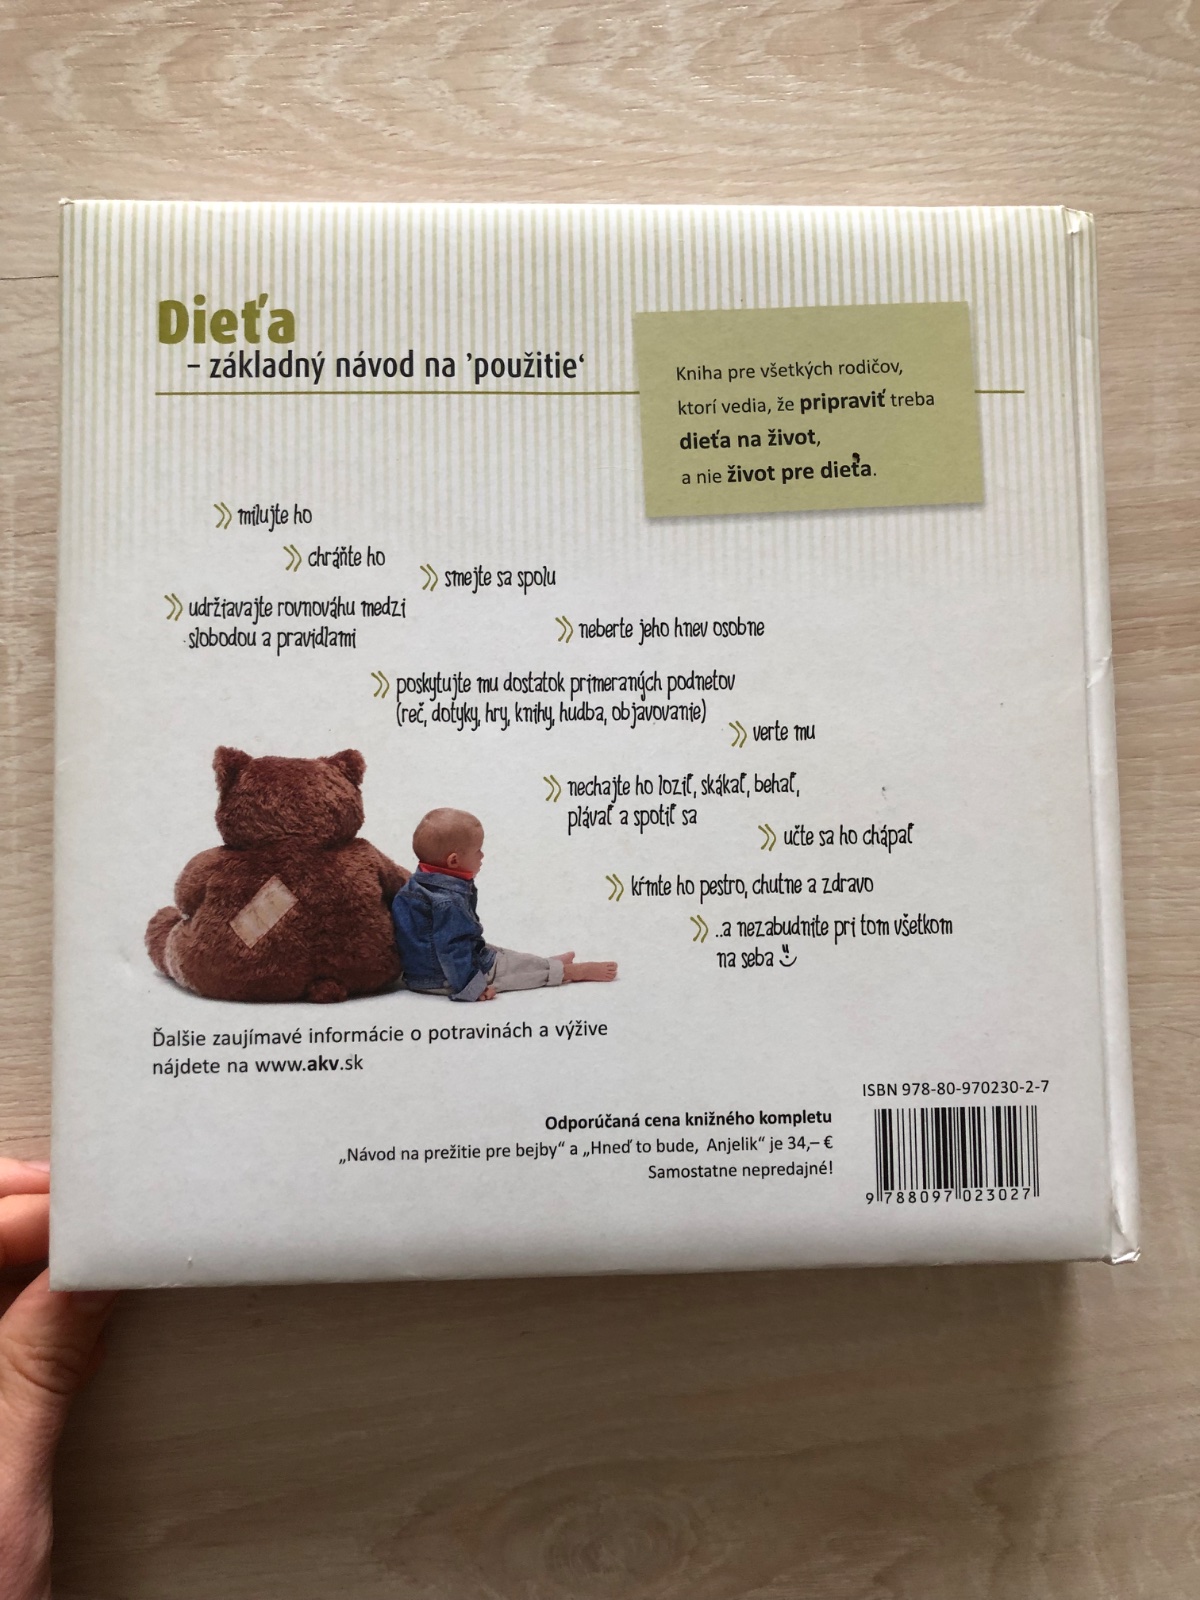 Dieťa
– základný návod na ’použitie‘
Kniha pre všetkých rodičov,
ktorí vedia, že pripraviť treba
dieťa na život,
a nie život pre dieťa.
» milujte ho
» chráňte ho
» smejte sa spolu
» udržiavajte rovnováhu medzi
slobodou a pravidlami
» neberte jeho hnev osobne
» poskytujte mu dostatok primeraných podnetov
(reč, dotyky, hry, knihy, hudba, objavovanie)
» verte mu
» nechajte ho loziť, skákať, behať,
plávať a spotiť sa
» učte sa ho chápať
» kŕmte ho pestro, chutne a zdravo
» ..a nezabudnite pri tom všetkom
na seba
Ďalšie zaujímavé informácie o potravinách a výžive
nájdete na www.akv.sk
ISBN 978-80-970230-2-7
Odporúčaná cena knižného kompletu
„Návod na prežitie pre bejby“ a „Hneď to bude, Anjelik“ je 34,– €
Samostatne nepredajné!
9 788097 023027